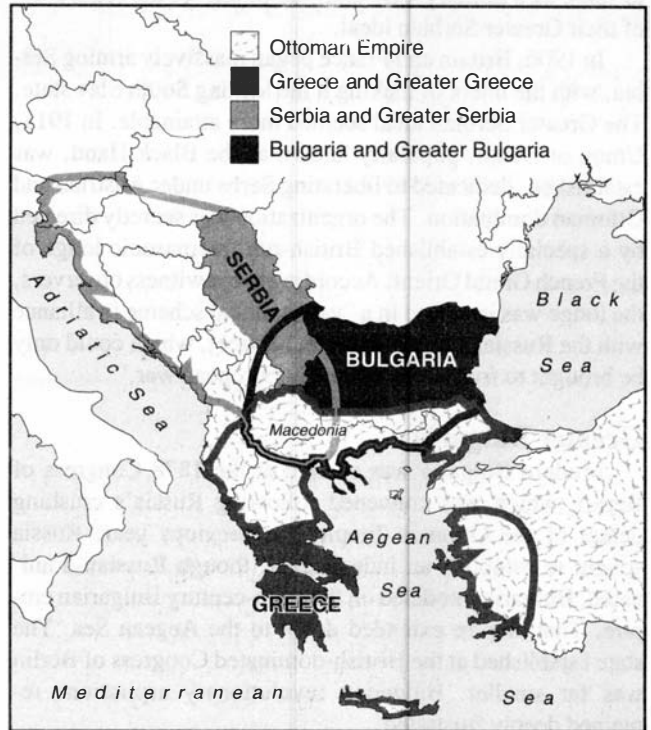 Ottoman Empire
Greece and Greater Greece
Serbia and Greater Serbia
Bulgaria and Greater Bulgaria
SERBIA
Adriatic Sea
Black
Sea
BULGARIA
Macedonia
Aegean
Sea
GREECE
Mediterranean
Sea